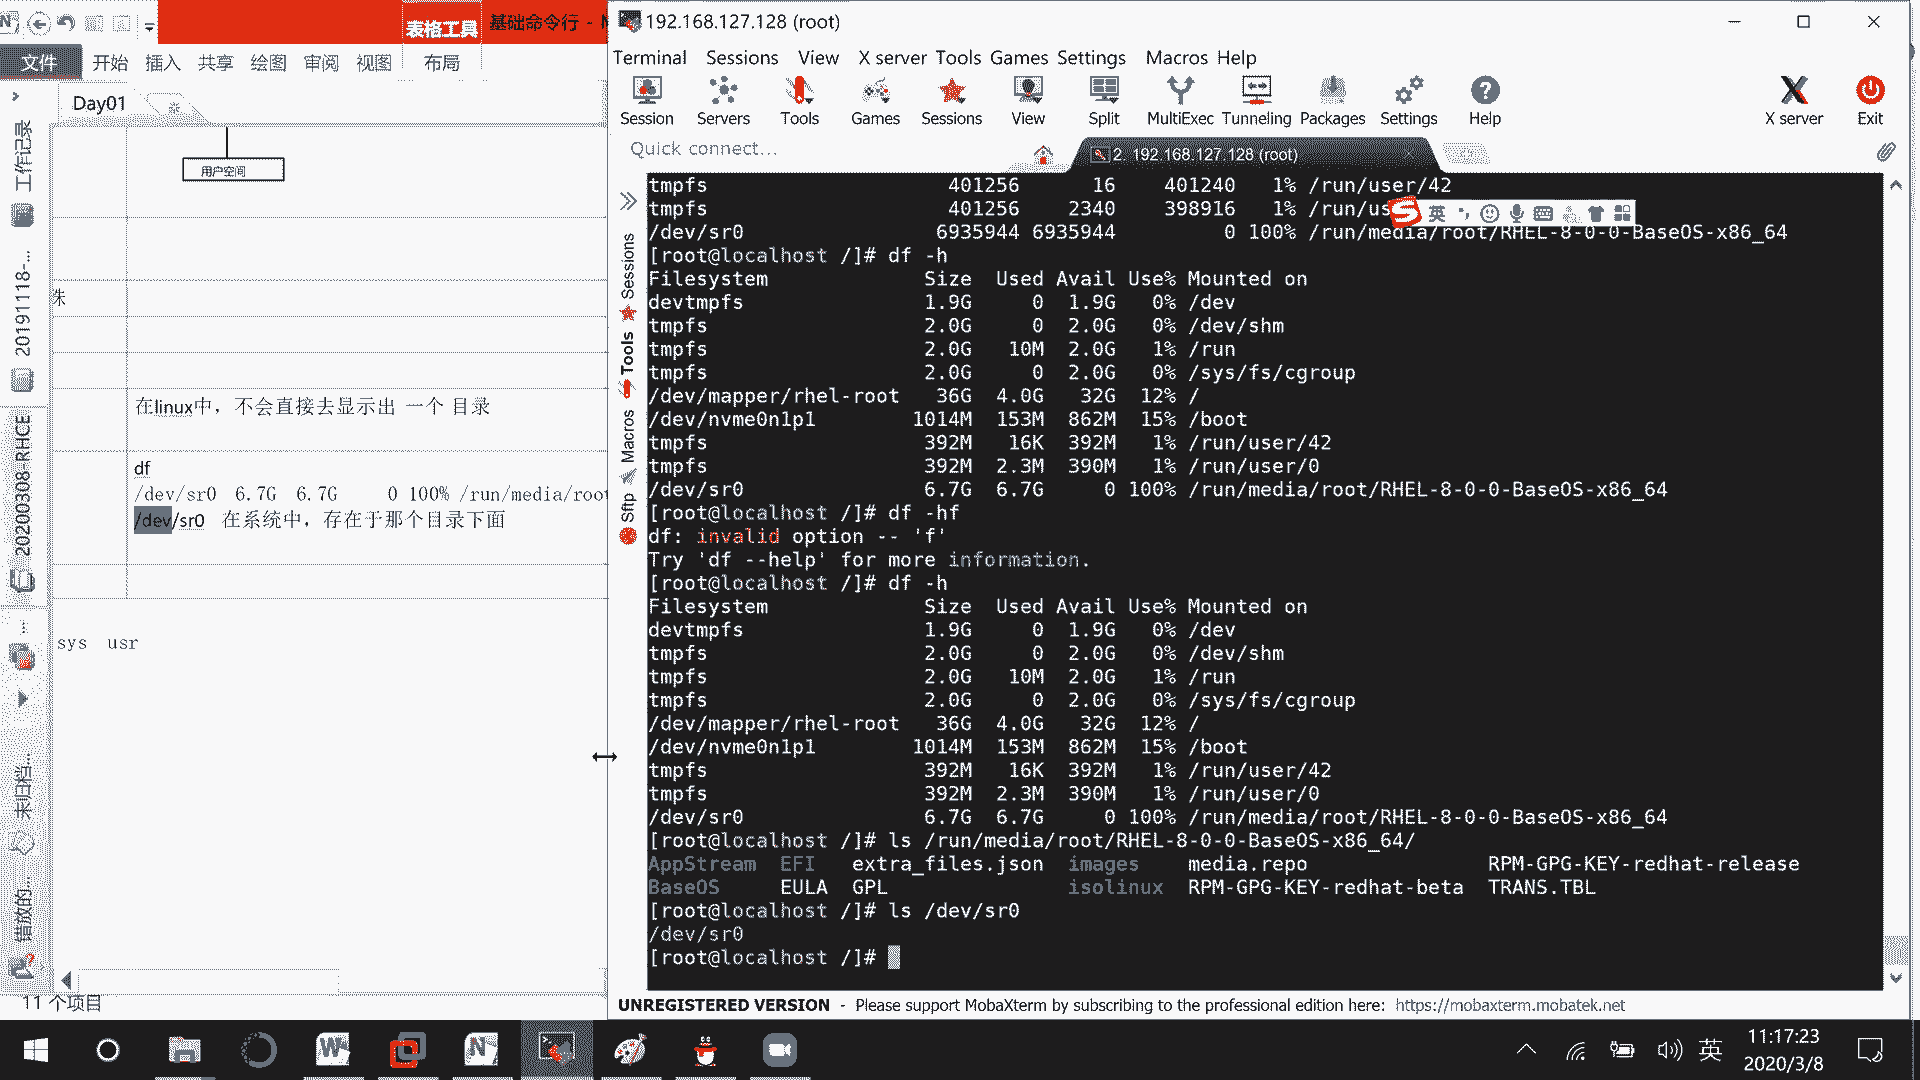 表格工具
基础命令行 -
文件 开始 插入 共享 绘图 审阅 视图 布局
Day01
工作记录
20191118-...
20200308-RHCE
未归档...
错放的...
用户空间
在linux中，不会直接去显示出 一个 目录
df
/dev/sr0 6.7G 6.7G 0 100% /run/media/root
/dev/sr0 在系统中，存在于那个目录下面
sys usr
11 个项目
192.168.127.128 (root)
Terminal Sessions View X server Tools Games Settings Macros Help
Session Servers Tools Games Sessions View Split MultiExec Tunneling Packages Settings Help X server Exit
Quick connect...
2. 192.168.127.128 (root)
Sessions
Tools
Macros
Sftp
英
tmpfs 401256 16 401240 1% /run/user/42
tmpfs 401256 2340 398916 1% /run/us
/dev/sr0 6935944 6935944 0 100% /run/media/root/RHEL-8-0-0-BaseOS-x86_64
[root@localhost /]# df -h
Filesystem Size Used Avail Use% Mounted on
devtmpfs 1.9G 0 1.9G 0% /dev
tmpfs 2.0G 0 2.0G 0% /dev/shm
tmpfs 2.0G 10M 2.0G 1% /run
tmpfs 2.0G 0 2.0G 0% /sys/fs/cgroup
/dev/mapper/rhel-root 36G 4.0G 32G 12% /
/dev/nvme0n1p1 1014M 153M 862M 15% /boot
tmpfs 392M 16K 392M 1% /run/user/42
tmpfs 392M 2.3M 390M 1% /run/user/0
/dev/sr0 6.7G 6.7G 0 100% /run/media/root/RHEL-8-0-0-BaseOS-x86_64
[root@localhost /]# df -hf
df: invalid option -- 'f'
Try 'df --help' for more information.
[root@localhost /]# df -h
Filesystem Size Used Avail Use% Mounted on
devtmpfs 1.9G 0 1.9G 0% /dev
tmpfs 2.0G 0 2.0G 0% /dev/shm
tmpfs 2.0G 10M 2.0G 1% /run
tmpfs 2.0G 0 2.0G 0% /sys/fs/cgroup
/dev/mapper/rhel-root 36G 4.0G 32G 12% /
/dev/nvme0n1p1 1014M 153M 862M 15% /boot
tmpfs 392M 16K 392M 1% /run/user/42
tmpfs 392M 2.3M 390M 1% /run/user/0
/dev/sr0 6.7G 6.7G 0 100% /run/media/root/RHEL-8-0-0-BaseOS-x86_64
[root@localhost /]# ls /run/media/root/RHEL-8-0-0-BaseOS-x86_64/
AppStream EFI extra_files.json images media.repo RPM-GPG-KEY-redhat-release
BaseOS EULA GPL isolinux RPM-GPG-KEY-redhat-beta TRANS.TBL
[root@localhost /]# ls /dev/sr0
/dev/sr0
[root@localhost /]#
UNREGISTERED VERSION - Please support MobaXterm by subscribing to the professional edition here: https://mobaxterm.mobatek.net
英
11:17:23
2020/3/8